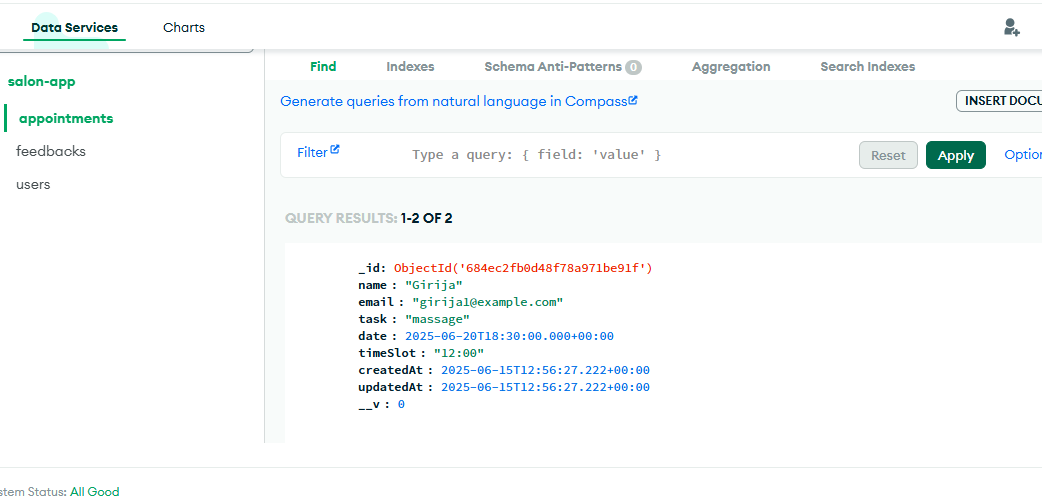 Data Services Charts
salon-app
appointments
feedbacks
users
Find Indexes Schema Anti-Patterns 0 Aggregation Search Indexes
Generate queries from natural language in Compass
INSERT DOCU
Filter Type a query: { field: 'value' } Reset Apply Option
QUERY RESULTS: 1-2 OF 2
_id: ObjectId('684ec2fb0d48f78a971be91f')
name : "Girija"
email : "girija1@example.com"
task : "massage"
date : 2025-06-20T18:30:00.000+00:00
timeSlot : "12:00"
createdAt : 2025-06-15T12:56:27.222+00:00
updatedAt : 2025-06-15T12:56:27.222+00:00
__v : 0
stem Status: All Good